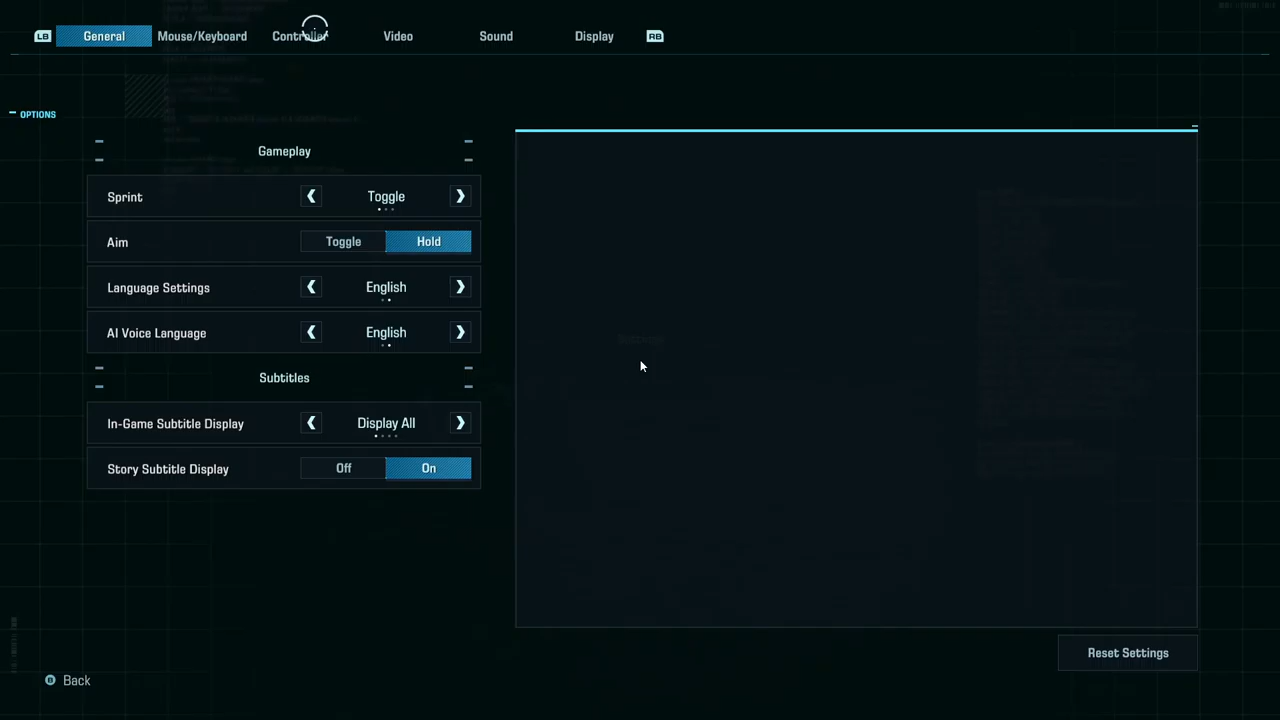 LB General Mouse/Keyboard Controller Video Sound Display RB
OPTIONS
Gameplay
Sprint Toggle
Aim Toggle Hold
Language Settings English
AI Voice Language English
Subtitles
In-Game Subtitle Display Display All
Story Subtitle Display Off On
Reset Settings
B Back